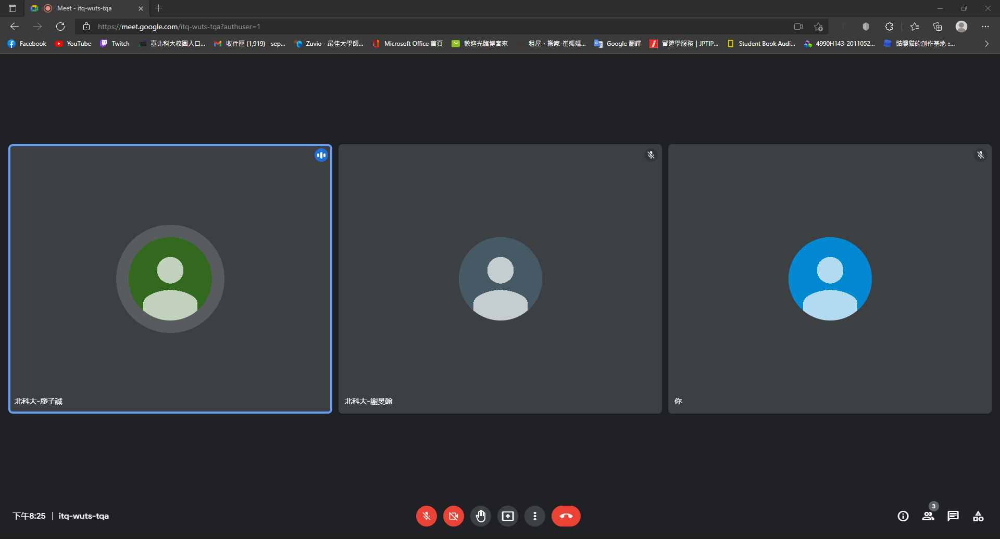 Meet - itq-wuts-tqa
https://meet.google.com/itq-wuts-tqa?authuser=1
Facebook YouTube Twitch 臺北科大校園入口... 收件匣 (1,919) - sep... Zuvio - 最佳大學師... Microsoft Office 首頁 歡迎光臨博客來 租屋、搬家-崔媽媽... Google 翻譯 留遊學服務 | JPTIP... Student Book Audi... 4990H143-2011052... 骷髏貓的創作基地 ::...
北科大-廖子誠 北科大-謝旻翰 你
下午8:25 | itq-wuts-tqa 3